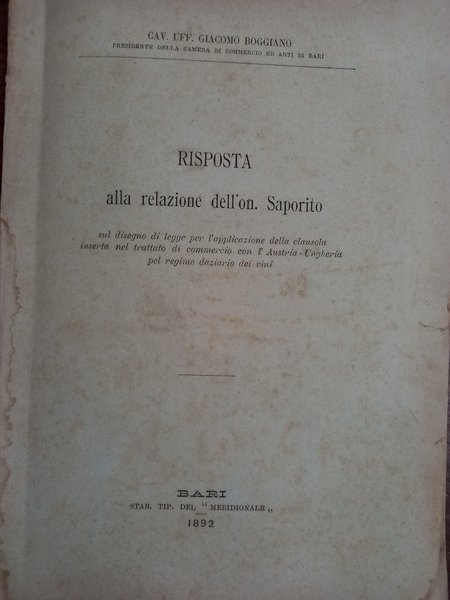 CAV. UFF. GIACOMO BOGGIANO
PRESIDENTE DELLA CAMERA DI COMMERCIO ED ARTI DI BARI
RISPOSTA
alla relazione dell'on. Saporito
sul disegno di legge per l'applicazione della clausola
inserta nel trattato di commercio con l'Austria-Ungheria
pel regime daziario dei vini
BARI
STAB. TIP. DEL "MERIDIONALE„
1892